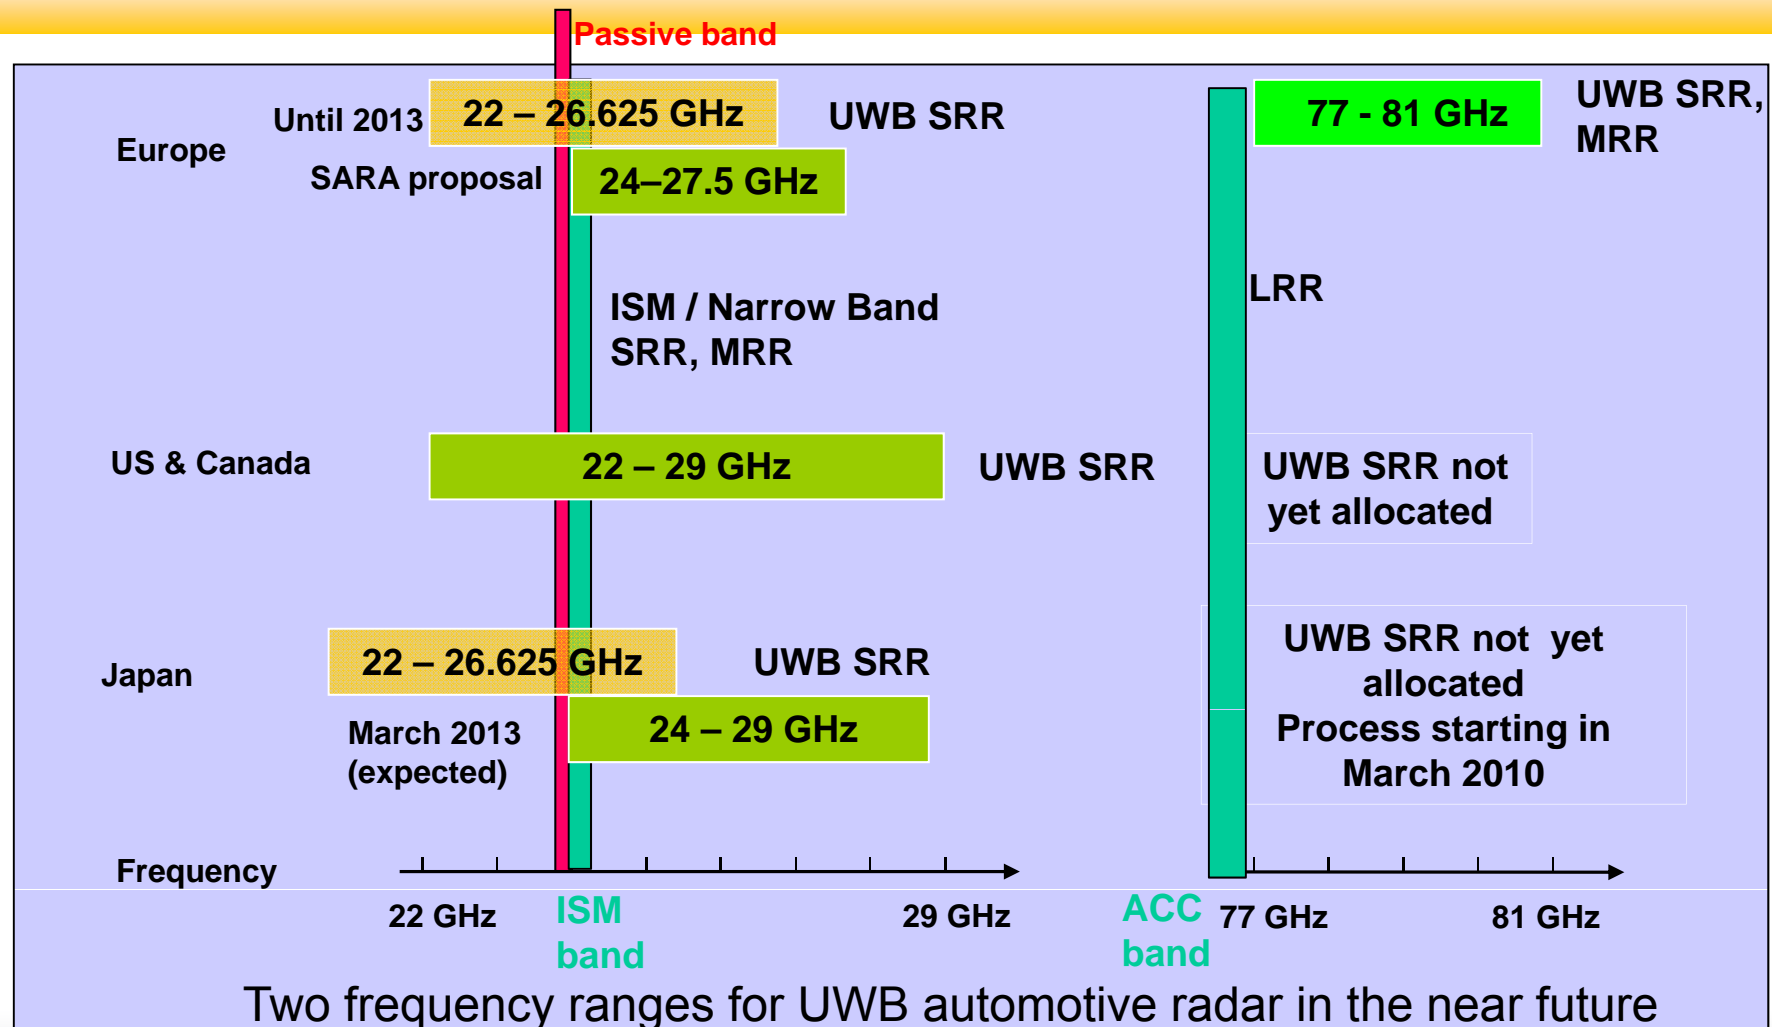 Passive band
Until 2013
22 – 26.625 GHz
UWB SRR
77 - 81 GHz
UWB SRR,
MRR
Europe
SARA proposal
24–27.5 GHz
LRR
ISM / Narrow Band
SRR, MRR
US & Canada
22 – 29 GHz
UWB SRR
UWB SRR not
yet allocated
Japan
22 – 26.625 GHz
UWB SRR
March 2013
(expected)
24 – 29 GHz
UWB SRR not yet
allocated
Process starting in
March 2010
Frequency
22 GHz
ISM
band
29 GHz
ACC
band
77 GHz
81 GHz
Two frequency ranges for UWB automotive radar in the near future